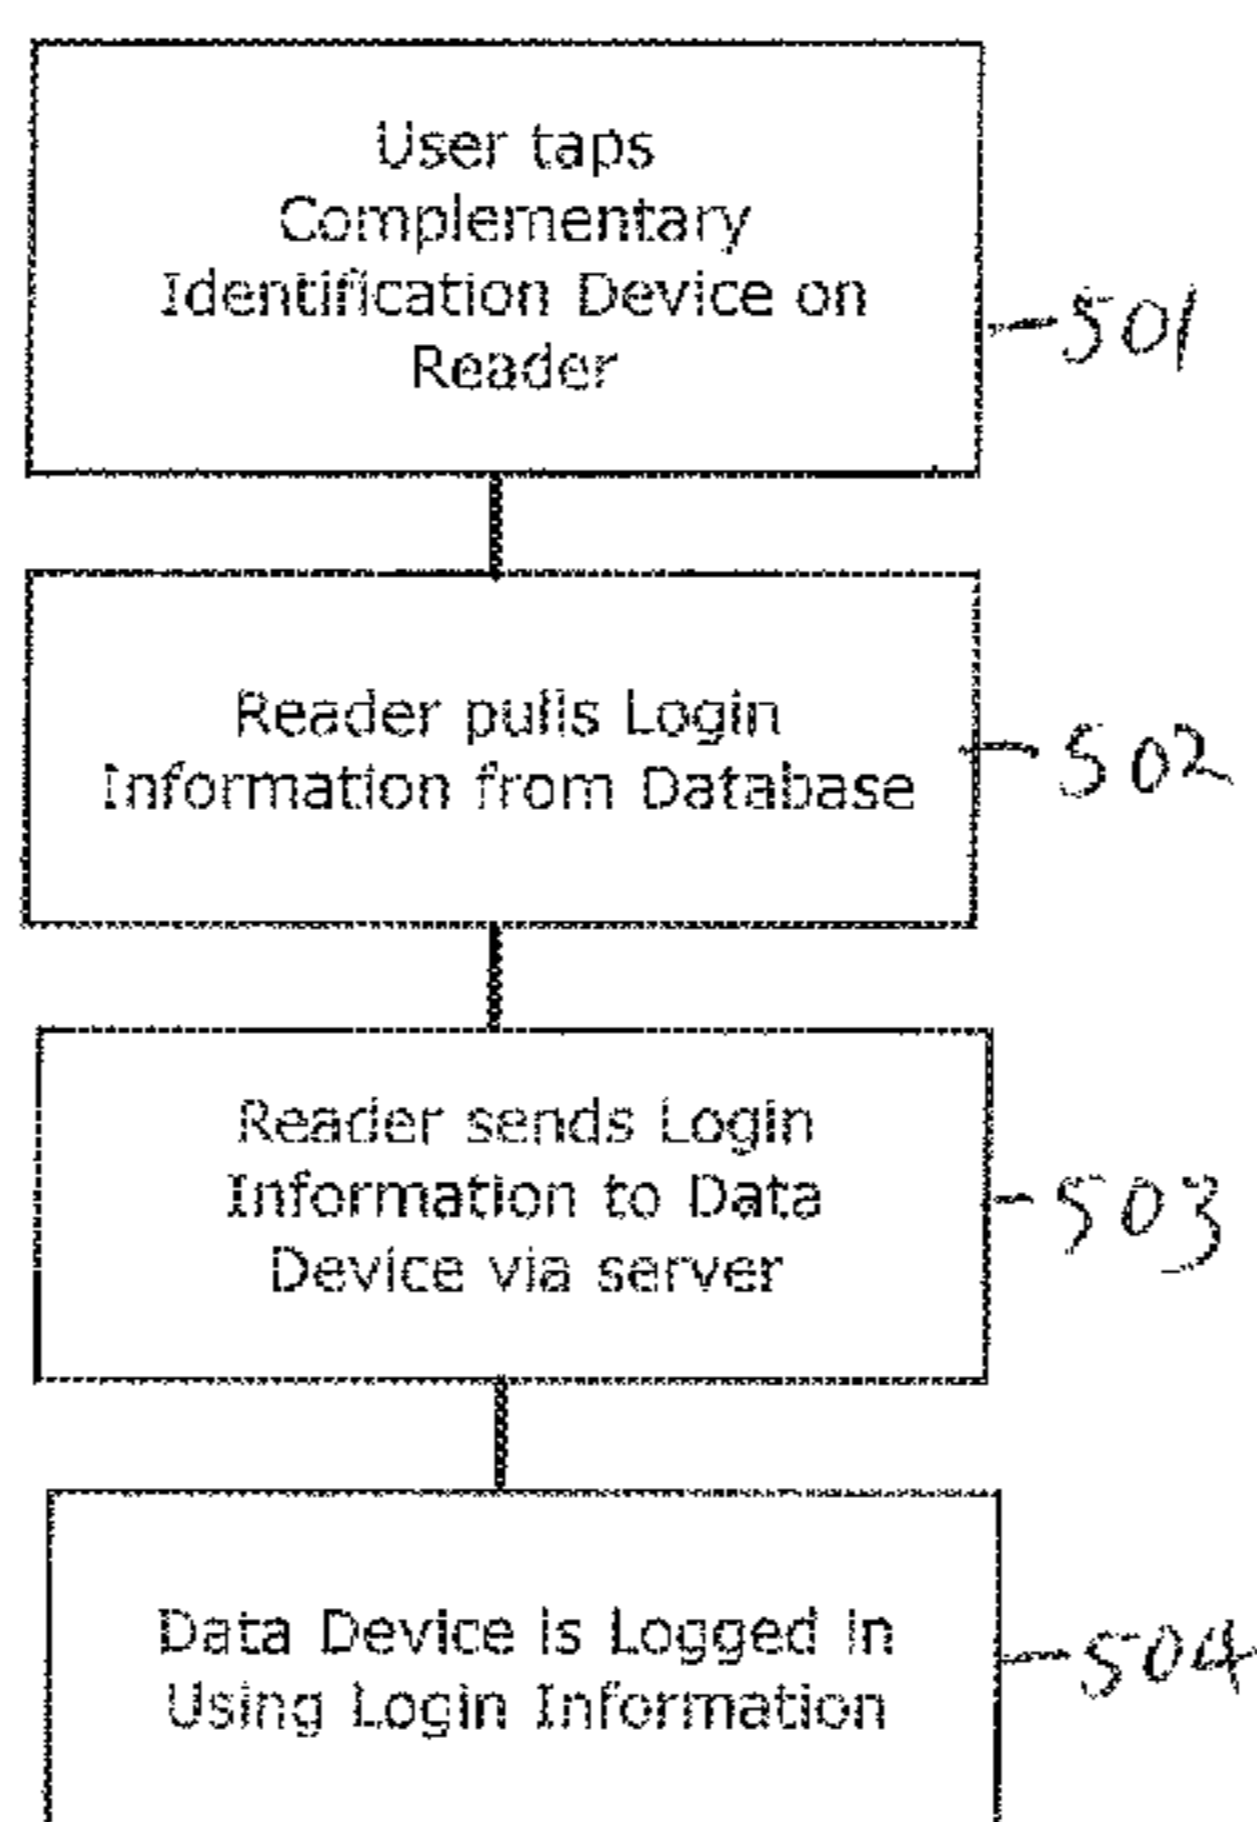 User taps
Complementary
Identification Device on
Reader
501
Reader pulls Login
Information from Database
502
Reader sends Login
Information to Data
Device via server
503
Data Device is Logged in
Using Login Information
504